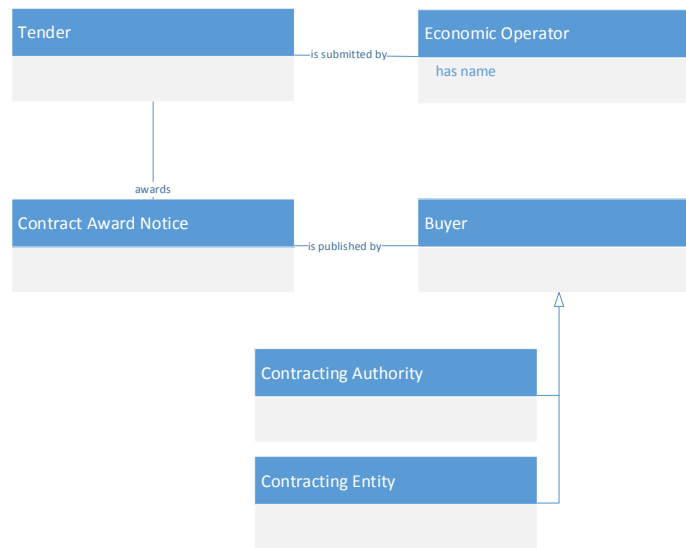 Tender
Economic Operator
is submitted by
has name
awards
Contract Award Notice
Buyer
is published by
Contracting Authority
Contracting Entity